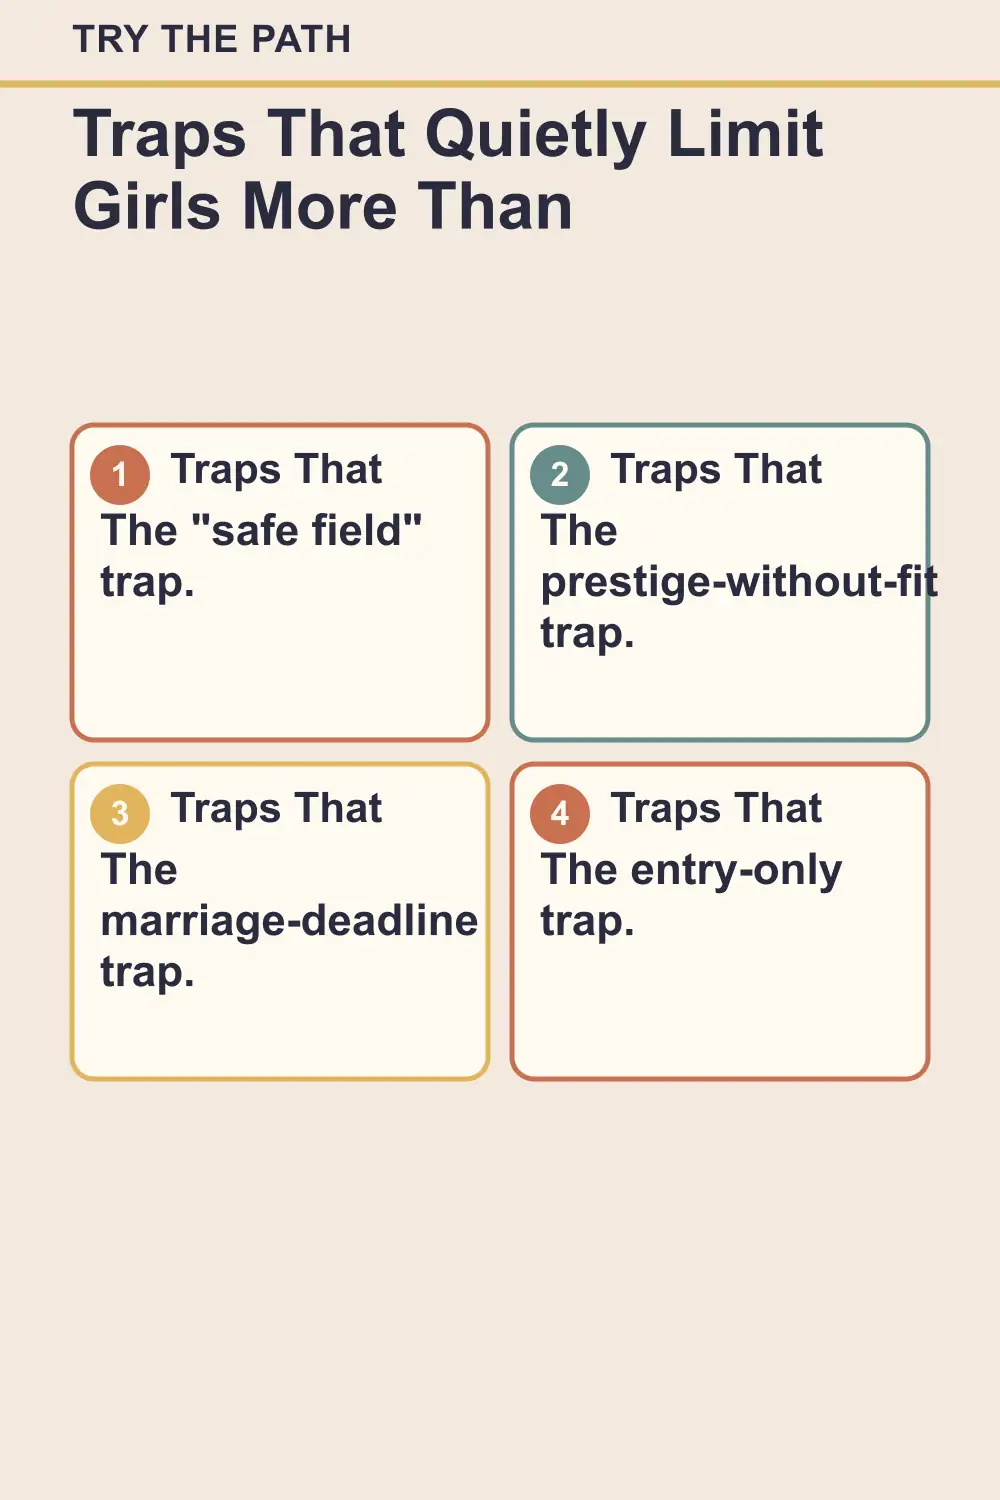 TRY THE PATH
Traps That Quietly Limit
Girls More Than
1 Traps That
The "safe field"
trap.
2 Traps That
The
prestige-without-fit
trap.
3 Traps That
The
marriage-deadline
trap.
4 Traps That
The entry-only
trap.